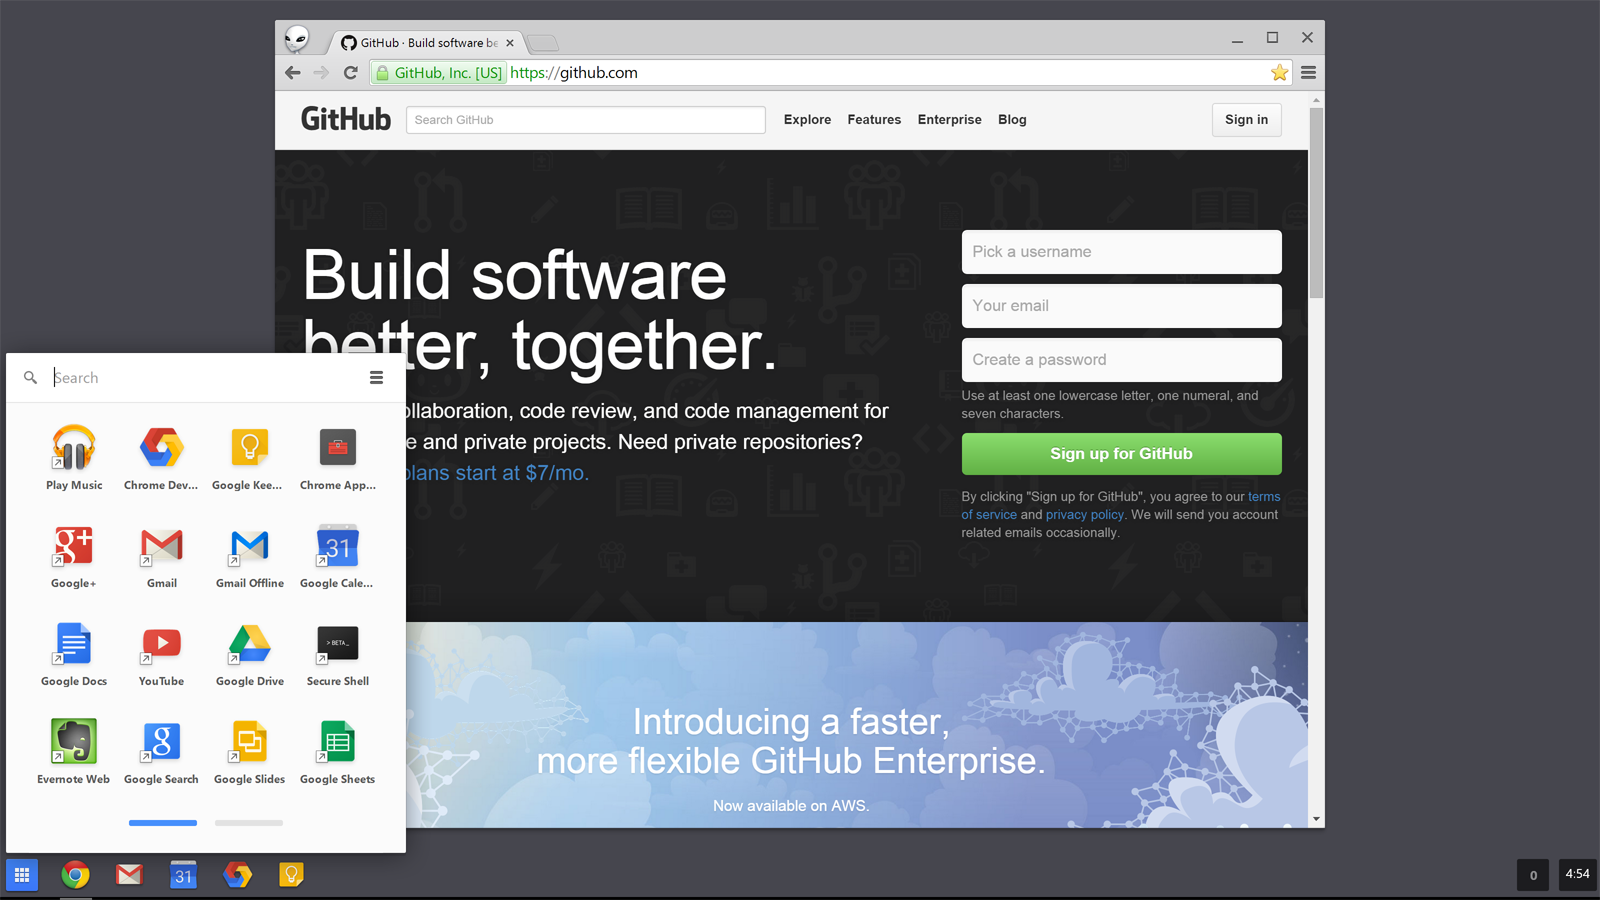 GitHub · Build software be
GitHub, Inc. [US] https://github.com
GitHub
Search GitHub
Explore Features Enterprise Blog
Sign in
Build software
better, together.
ollaboration, code review, and code management for
e and private projects. Need private repositories?
plans start at $7/mo.
Pick a username
Your email
Create a password
Use at least one lowercase letter, one numeral, and
seven characters.
Sign up for GitHub
By clicking "Sign up for GitHub", you agree to our terms
of service and privacy policy. We will send you account
related emails occasionally.
Introducing a faster,
more flexible GitHub Enterprise.
Now available on AWS.
Search
Play Music Chrome Dev... Google Kee... Chrome App...
g+ 31
Google+ Gmail Gmail Offline Google Cale...
> BETA_
Google Docs YouTube Google Drive Secure Shell
g
Evernote Web Google Search Google Slides Google Sheets
31
0 4:54